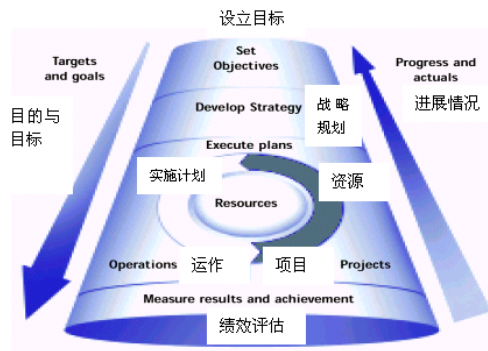 设立目标
Set
Objectives
Targets
and goals
Progress and
actuals
目的与
目标
Develop Strategy
战 略
规划
进展情况
Execute plans
实施计划
资源
Resources
Operations
运作
项目
Projects
Measure results and achievement
绩效评估